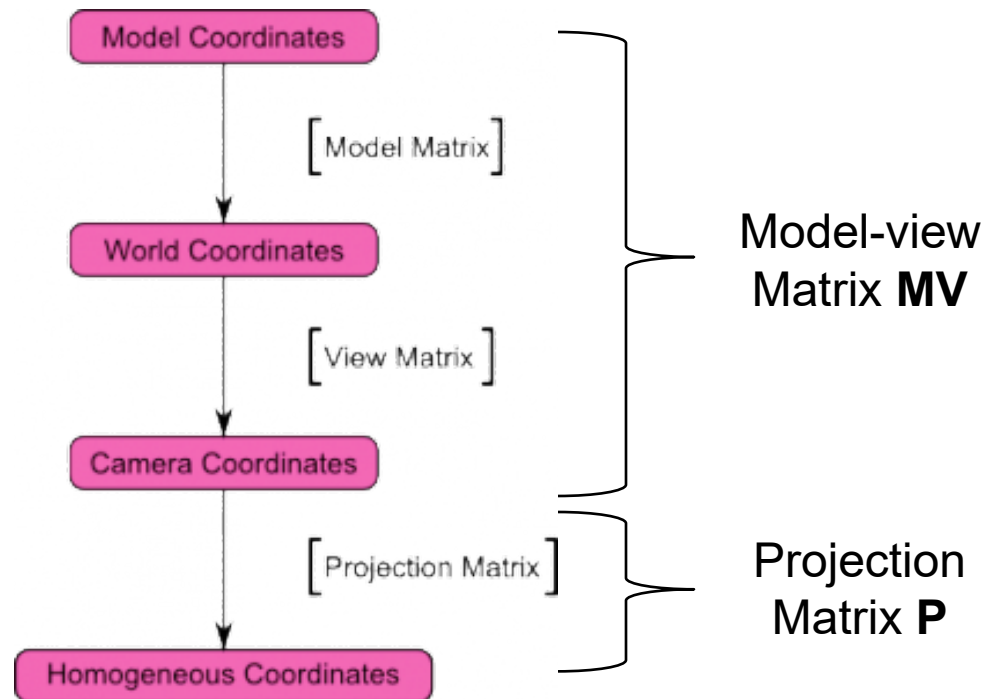 Model Coordinates
[Model Matrix]
World Coordinates
[View Matrix]
Camera Coordinates
[Projection Matrix]
Homogeneous Coordinates
Model-view
Matrix MV
Projection
Matrix P